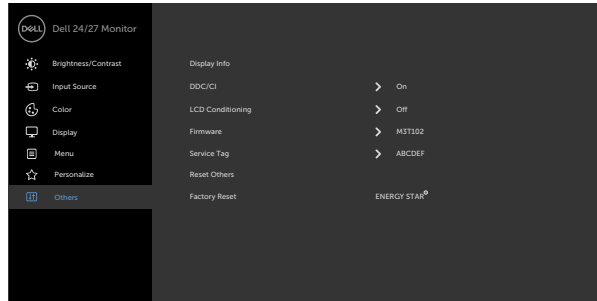 DELL Dell 24/27 Monitor
Brightness/Contrast Display Info
Input Source DDC/CI On
Color LCD Conditioning Off
Display Firmware M3T102
Menu Service Tag ABCDEF
Personalize Reset Others
Others Factory Reset ENERGY STAR®